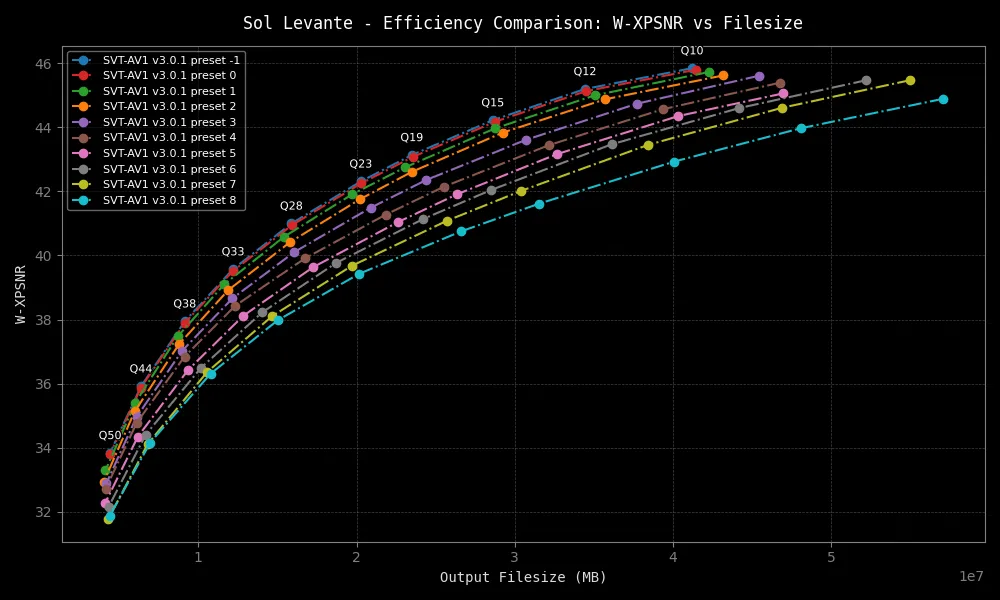 Sol Levante - Efficiency Comparison: W-XPSNR vs Filesize
SVT-AV1 v3.0.1 preset -1
SVT-AV1 v3.0.1 preset 0
SVT-AV1 v3.0.1 preset 1
SVT-AV1 v3.0.1 preset 2
SVT-AV1 v3.0.1 preset 3
SVT-AV1 v3.0.1 preset 4
SVT-AV1 v3.0.1 preset 5
SVT-AV1 v3.0.1 preset 6
SVT-AV1 v3.0.1 preset 7
SVT-AV1 v3.0.1 preset 8
Q10
Q12
Q15
Q19
Q23
Q28
Q33
Q38
Q44
Q50
W-XPSNR
46
44
42
40
38
36
34
32
1
2
3
4
5
1e7
Output Filesize (MB)